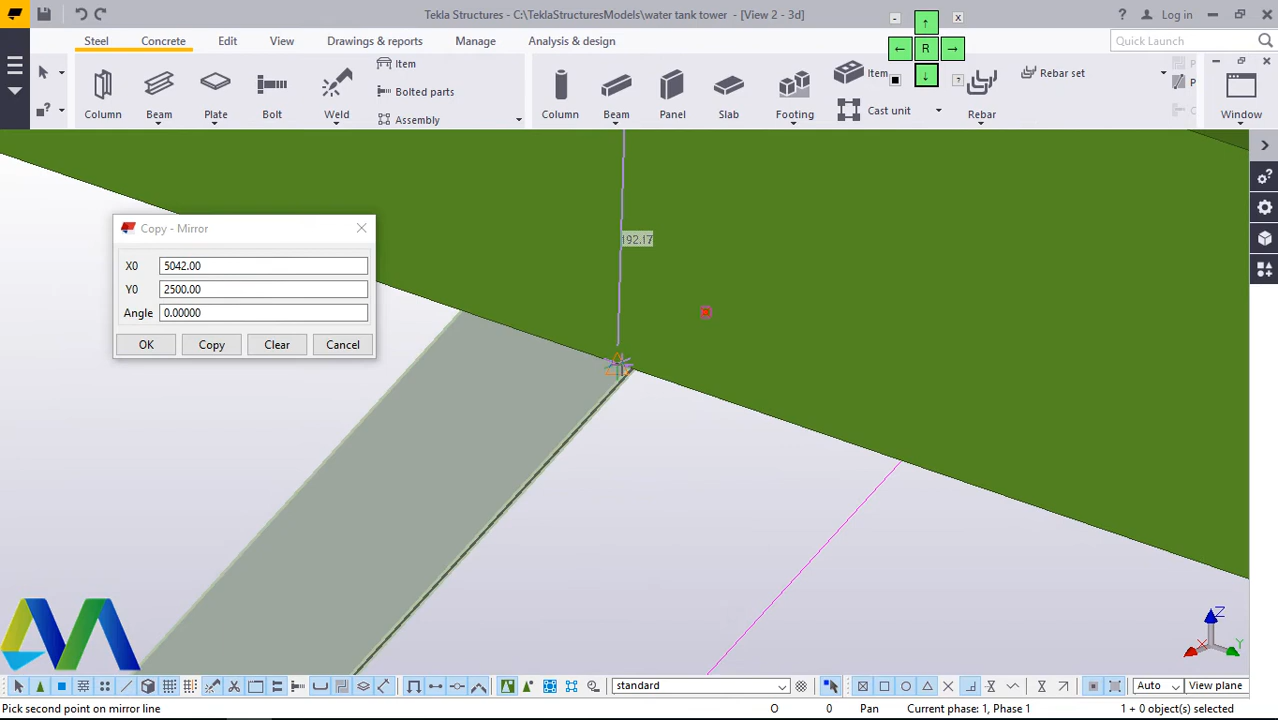 Tekla Structures - C:\TeklaStructuresModels\water tank tower - [View 2 - 3d]
Log in
Steel Concrete Edit View Drawings & reports Manage Analysis & design
Quick Launch
Item
Bolted parts
Assembly
Column Beam Plate Bolt Weld
Column Beam Panel Slab Footing
Item
Cast unit
Rebar
Rebar set
Window
R
192.17
Copy - Mirror
X0 5042.00
Y0 2500.00
Angle 0.00000
OK Copy Clear Cancel
Z
X
Y
standard
Auto
View plane
Pick second point on mirror line
O
0
Pan
Current phase: 1, Phase 1
1 + 0 object(s) selected